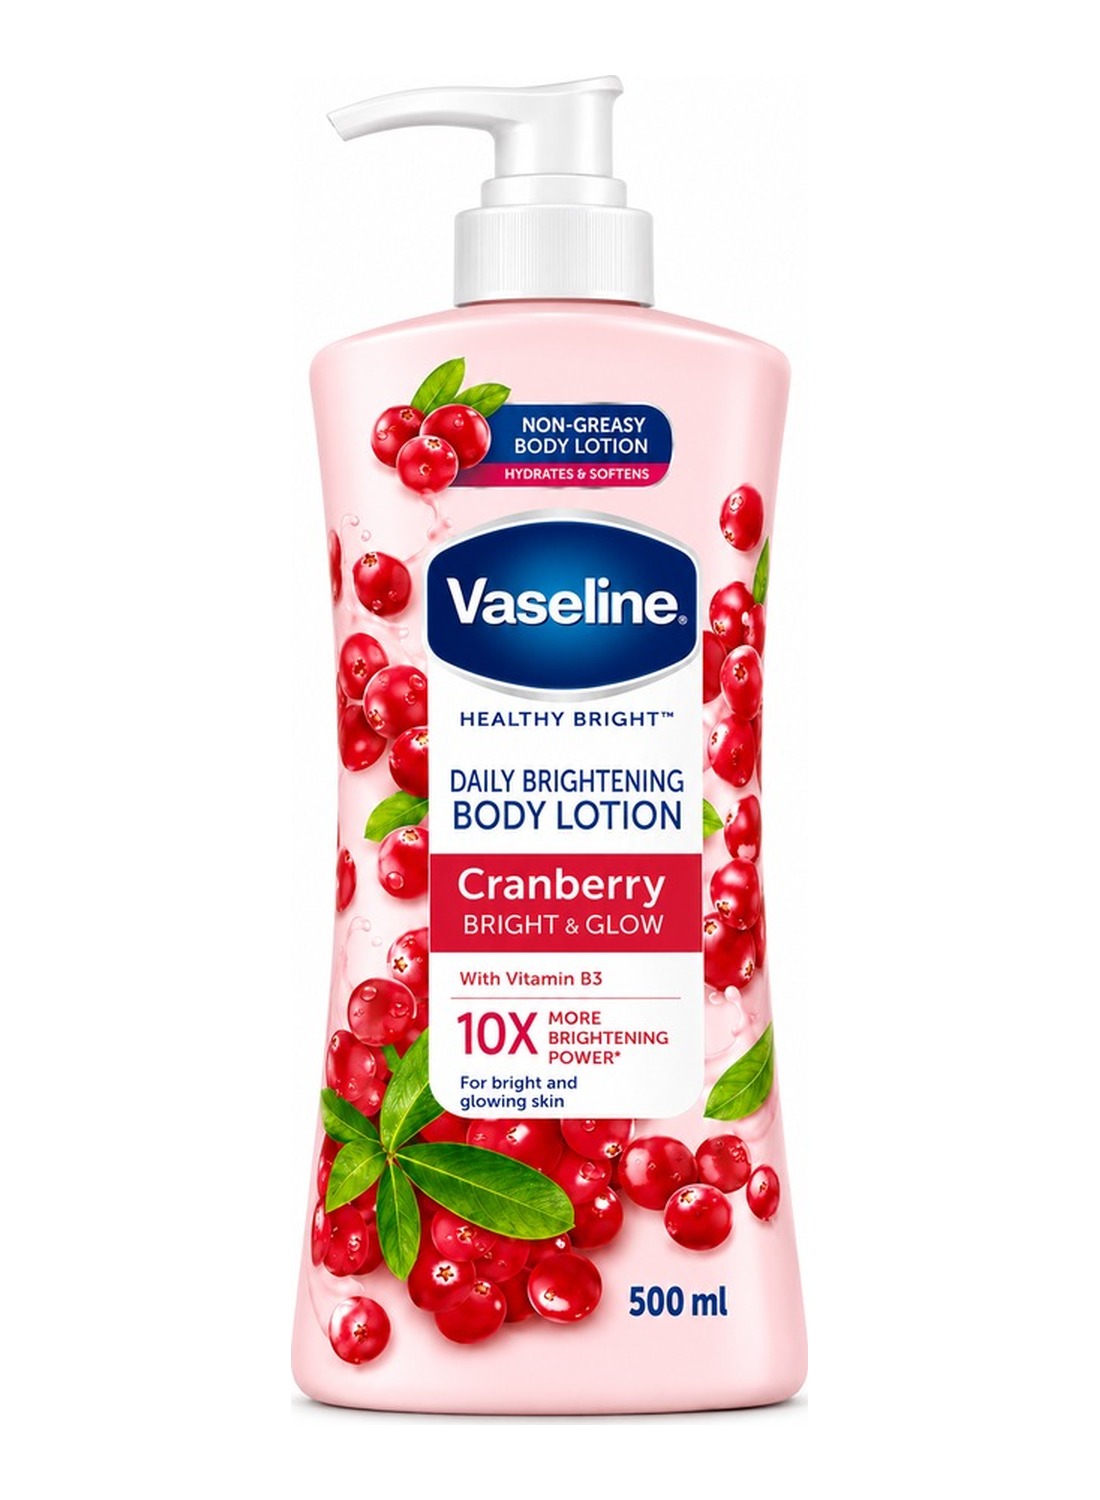 NON-GREASY
BODY LOTION
HYDRATES & SOFTENS
Vaseline®
HEALTHY BRIGHT™
DAILY BRIGHTENING
BODY LOTION
Cranberry
BRIGHT & GLOW
With Vitamin B3
10X MORE
BRIGHTENING
POWER*
For bright and
glowing skin
500 ml